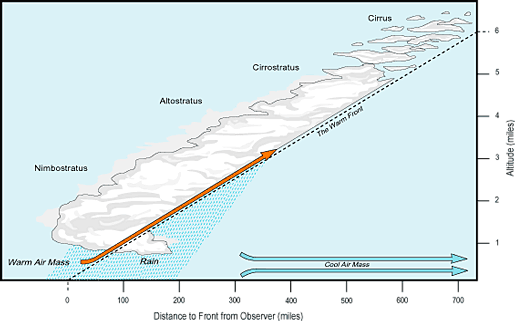 Cirrus
Cirrostratus
Altostratus
Nimbostratus
The Warm Front
Warm Air Mass
Rain
Cool Air Mass
6
5
4
3
2
1
Altitude (miles)
0 100 200 300 400 500 600 700
Distance to Front from Observer (miles)